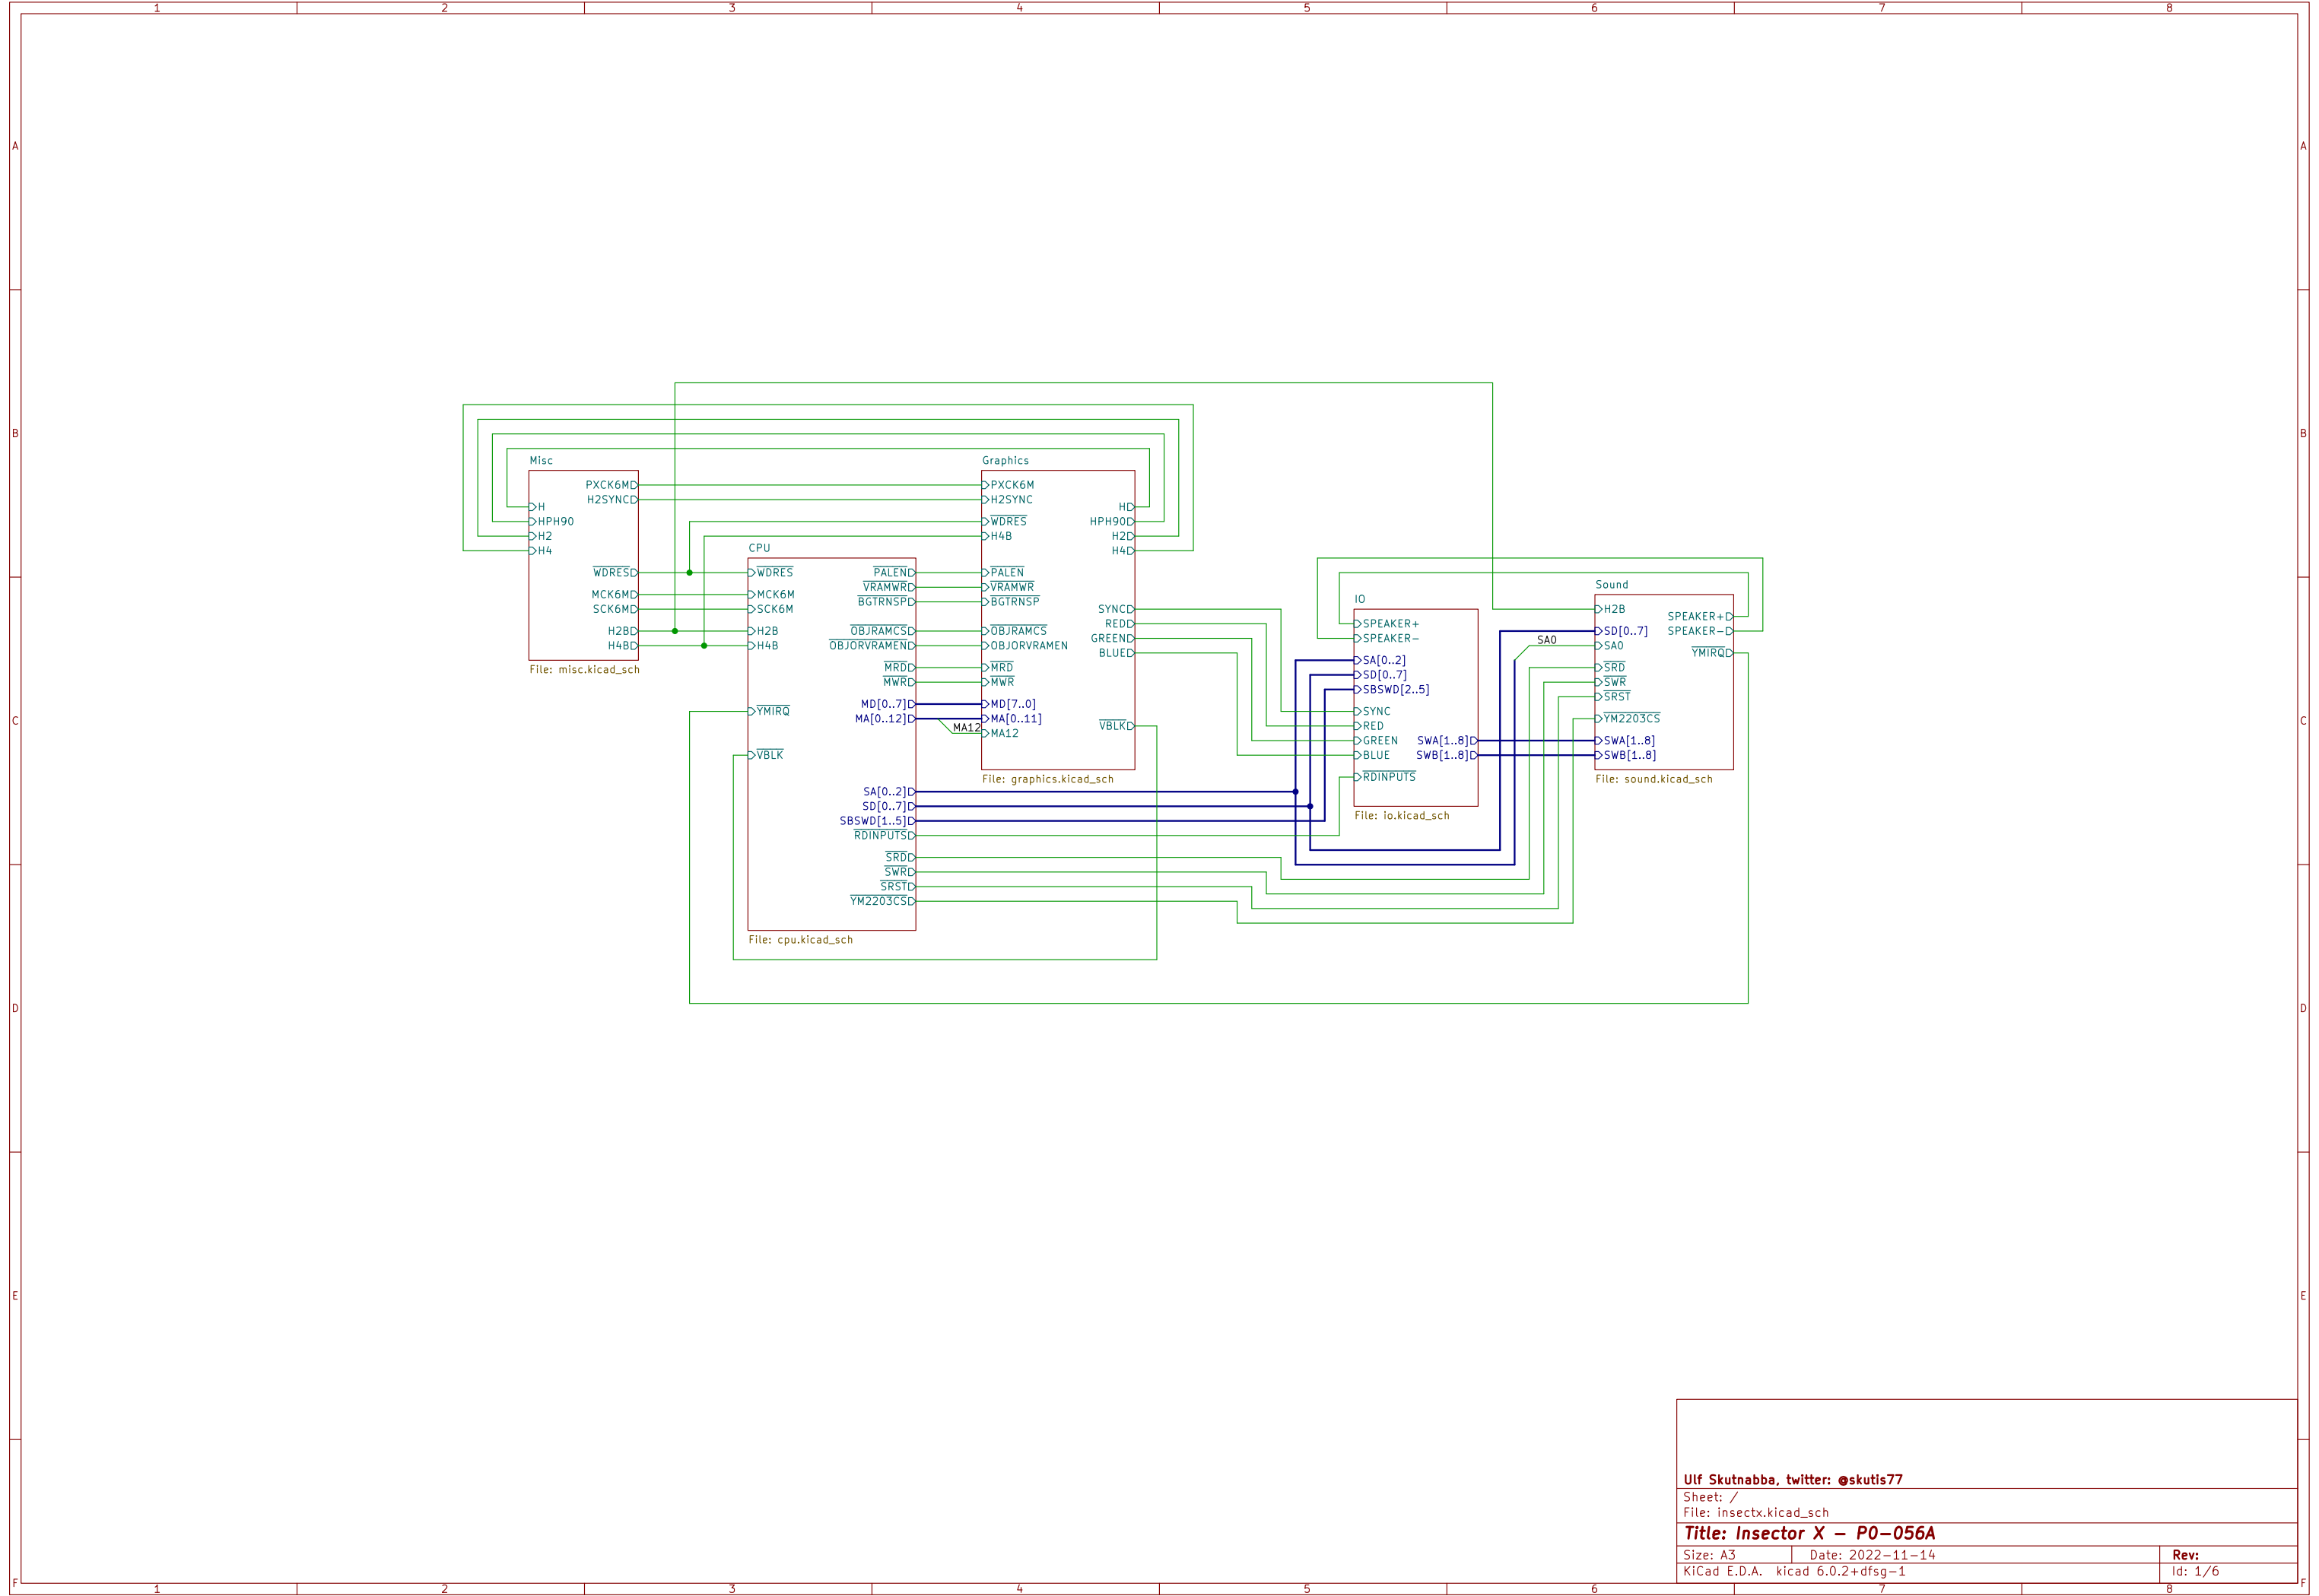 1 2 3 4 5 6 7 8
A A
B B
C C
D D
E E
F F
1 2 3 4 5 6 7 8
Misc
PXCK6M
H2SYNC
H
HPH90
H2
H4
WDRES
MCK6M
SCK6M
H2B
H4B
File: misc.kicad_sch
CPU
WDRES
MCK6M
SCK6M
H2B
H4B
YMIRQ
VBLK
PALEN
VRAMWR
BGTRNSP
OBJRAMCS
OBJORVRAMEN
MRD
MWR
MD[0..7]
MA[0..12]
SA[0..2]
SD[0..7]
SBSWD[1..5]
RDINPUTS
SRD
SWR
SRST
YM2203CS
File: cpu.kicad_sch
MA12
Graphics
PXCK6M
H2SYNC
WDRES
H4B
PALEN
VRAMWR
BGTRNSP
OBJRAMCS
OBJORVRAMEN
MRD
MWR
MD[7..0]
MA[0..11]
MA12
H
HPH90
H2
H4
SYNC
RED
GREEN
BLUE
VBLK
File: graphics.kicad_sch
IO
SPEAKER+
SPEAKER-
SA[0..2]
SD[0..7]
SBSWD[2..5]
SYNC
RED
GREEN
BLUE
RDINPUTS
SWA[1..8]
SWB[1..8]
File: io.kicad_sch
SA0
Sound
H2B
SD[0..7]
SA0
SRD
SWR
SRST
YM2203CS
SWA[1..8]
SWB[1..8]
SPEAKER+
SPEAKER-
YMIRQ
File: sound.kicad_sch
Ulf Skutnabba, twitter: @skutis77
Sheet: /
File: insectx.kicad_sch
Title: Insector X - P0-056A
Size: A3 Date: 2022-11-14 Rev:
KiCad E.D.A. kicad 6.0.2+dfsg-1 Id: 1/6